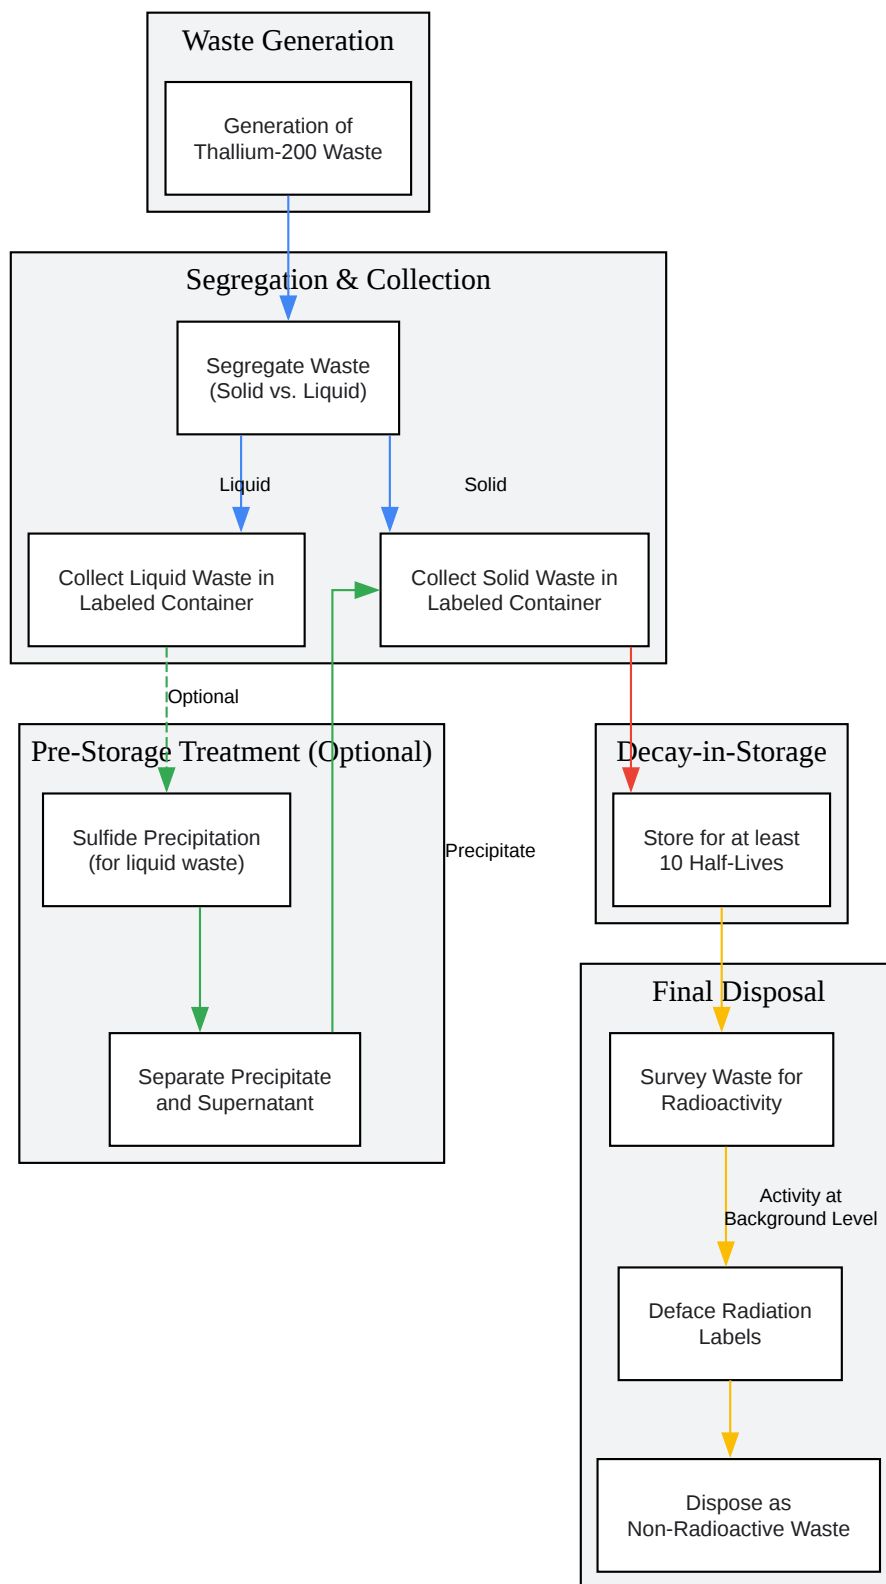 Waste Generation
Generation of
Thallium-200 Waste
Segregation & Collection
Segregate Waste
(Solid vs. Liquid)
Liquid
Solid
Collect Liquid Waste in
Labeled Container
Collect Solid Waste in
Labeled Container
Optional
Pre-Storage Treatment (Optional)
Decay-in-Storage
Sulfide Precipitation
(for liquid waste)
Precipitate
Store for at least
10 Half-Lives
Final Disposal
Separate Precipitate
and Supernatant
Survey Waste for
Radioactivity
Activity at
Background Level
Deface Radiation
Labels
Dispose as
Non-Radioactive Waste